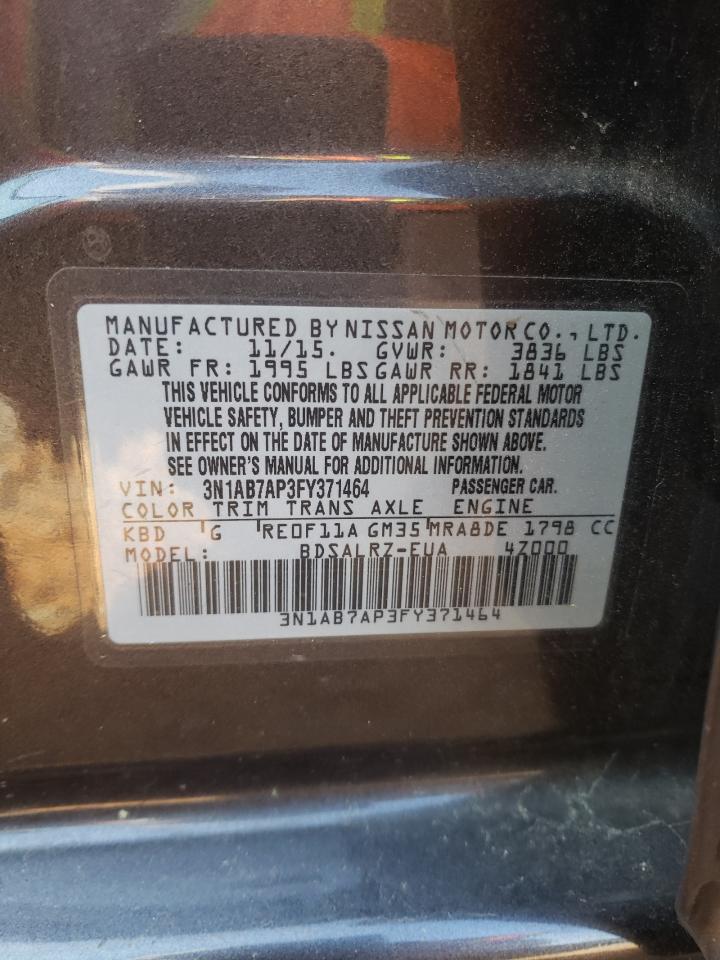 MANUFACTURED BY NISSAN MOTOR CO., LTD.
DATE: 11/15. GVWR: 3836 LBS
GAWR FR: 1995 LBS GAWR RR: 1841 LBS
THIS VEHICLE CONFORMS TO ALL APPLICABLE FEDERAL MOTOR
VEHICLE SAFETY, BUMPER AND THEFT PREVENTION STANDARDS
IN EFFECT ON THE DATE OF MANUFACTURE SHOWN ABOVE.
SEE OWNER'S MANUAL FOR ADDITIONAL INFORMATION.
VIN: 3N1AB7AP3FY371464 PASSENGER CAR.
COLOR TRIM TRANS AXLE ENGINE
KBD G RE0F11A GM35 MRA8DE 1798 CC
MODEL: BDSALRZ-EUA 4Z000
3N1AB7AP3FY371464